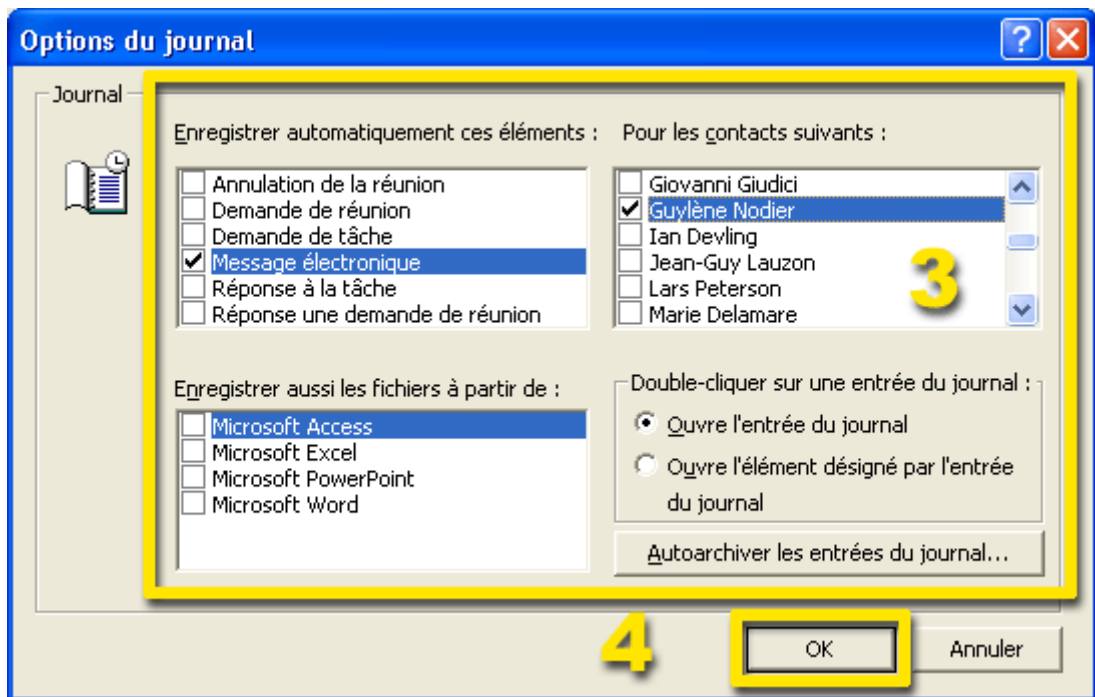 Options du journal
Journal
Enregistrer automatiquement ces éléments :
Annulation de la réunion
Demande de réunion
Demande de tâche
Message électronique
Réponse à la tâche
Réponse une demande de réunion
Pour les contacts suivants :
Giovanni Giudici
Guylène Nodier
Ian Devling
Jean-Guy Lauzon
Lars Peterson
Marie Delamare
3
Enregistrer aussi les fichiers à partir de :
Microsoft Access
Microsoft Excel
Microsoft PowerPoint
Microsoft Word
Double-cliquer sur une entrée du journal :
Ouvre l'entrée du journal
Ouvre l'élément désigné par l'entrée
du journal
Autoarchiver les entrées du journal...
4
OK
Annuler